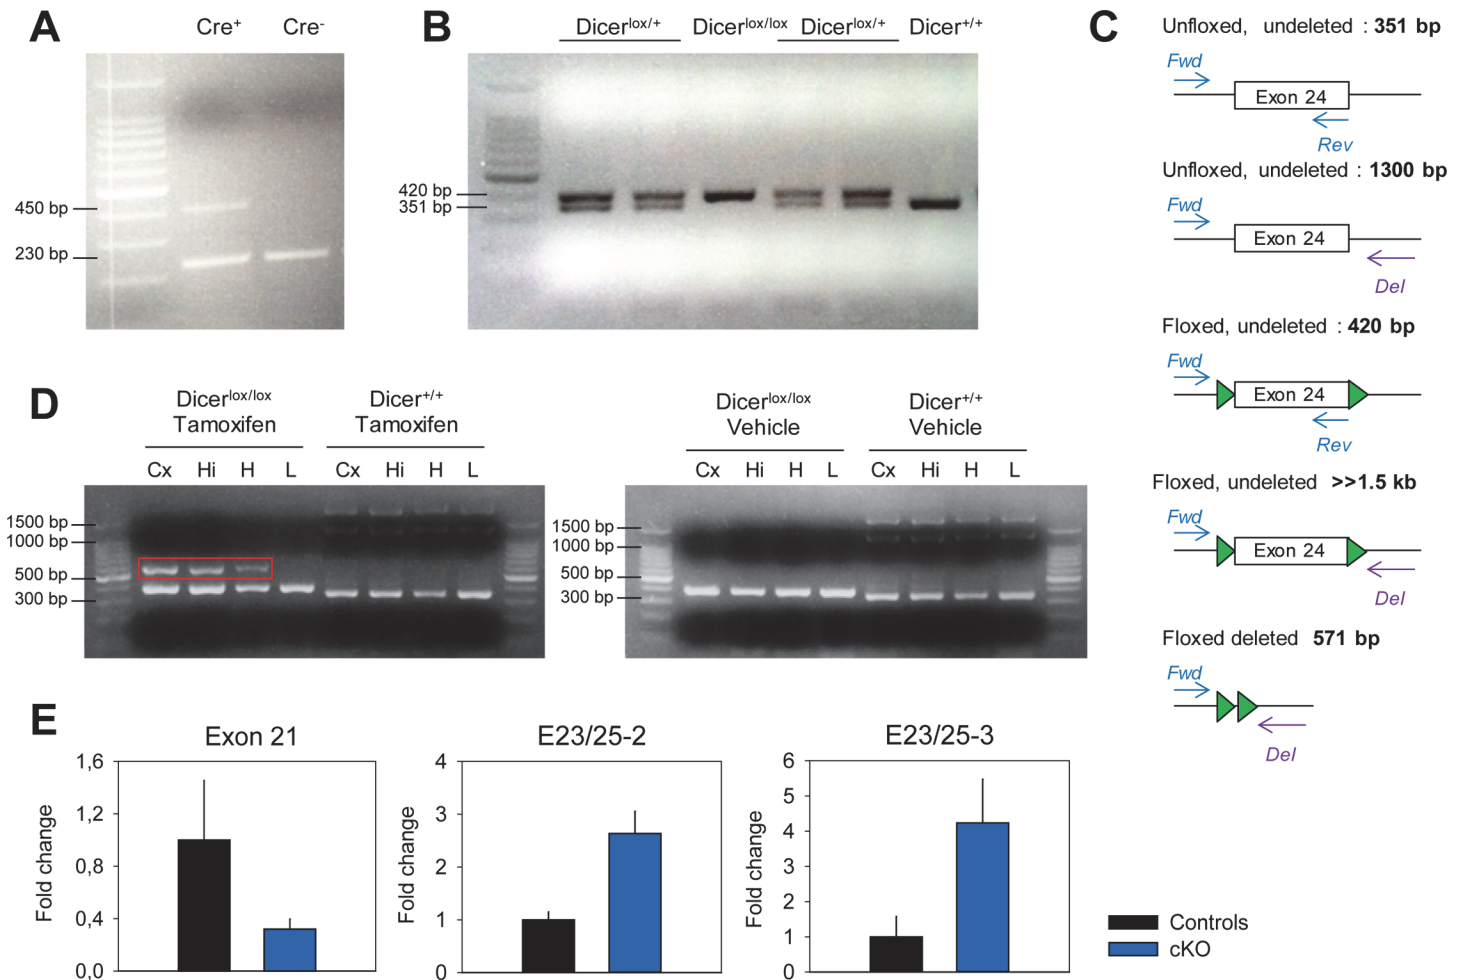 A
Cre+ Cre-
450 bp
230 bp
B
Dicerlox/+ Dicerlox/lox Dicerlox/+ Dicer+/+
420 bp
351 bp
C
Unfloxed, undeleted : 351 bp
Fwd
Exon 24
Rev
Unfloxed, undeleted : 1300 bp
Fwd
Exon 24
Del
Floxed, undeleted : 420 bp
Fwd
Exon 24
Rev
Floxed, undeleted >>1.5 kb
Fwd
Exon 24
Del
Floxed deleted 571 bp
Fwd
Del
D
Dicerlox/lox
Tamoxifen
Dicer+/+
Tamoxifen
Cx Hi H L Cx Hi H L
1500 bp
1000 bp
500 bp
300 bp
Dicerlox/lox
Vehicle
Dicer+/+
Vehicle
Cx Hi H L Cx Hi H L
1500 bp
1000 bp
500 bp
300 bp
E
Exon 21
Fold change
1,6
1,2
0,8
0,4
0,0
E23/25-2
Fold change
4
3
2
1
0
E23/25-3
Fold change
6
5
4
3
2
1
0
Controls
cKO